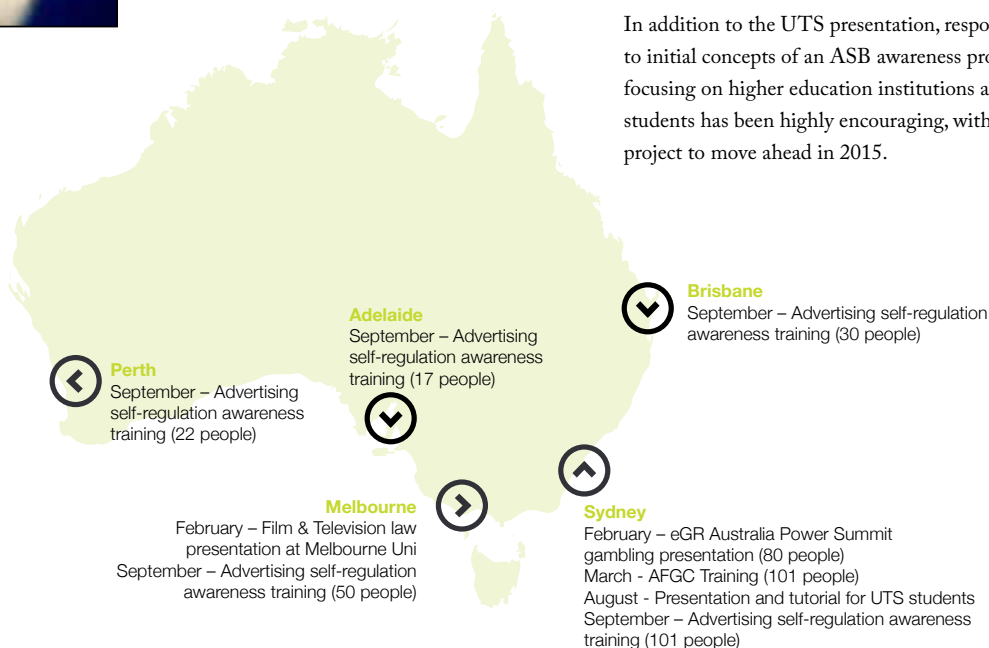 In addition to the UTS presentation,
to initial concepts of an ASB awareness
focusing on higher education institutions
students has been highly encouraging, with
project to move ahead in 2015.
Brisbane
September – Advertising self-regulation
awareness training (30 people)
Adelaide
September – Advertising
self-regulation awareness
training (17 people)
Perth
September – Advertising
self-regulation awareness
training (22 people)
Melbourne
February – Film & Television law
presentation at Melbourne Uni
September – Advertising self-regulation
awareness training (50 people)
Sydney
February – eGR Australia Power Summit
gambling presentation (80 people)
March - AFGC Training (101 people)
August - Presentation and tutorial for UTS students
September – Advertising self-regulation awareness
training (101 people)